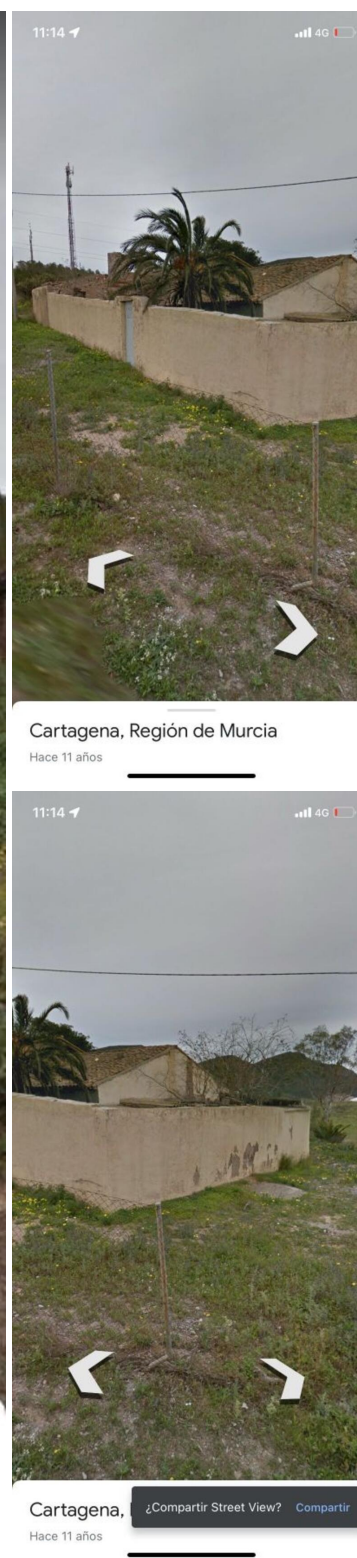 11:14
4G
Cartagena, Región de Murcia
Hace 11 años
11:14
4G
Cartagena,
¿Compartir Street View? Compartir
Hace 11 años